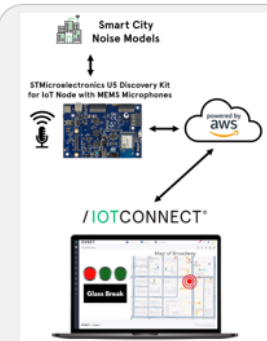 Smart City
Noise Models
STMicroelectronics U5 Discovery Kit
for IoT Node with MEMS Microphones
powered by
aws
/IOTCONNECT®
Map of Broadway
Glass Break